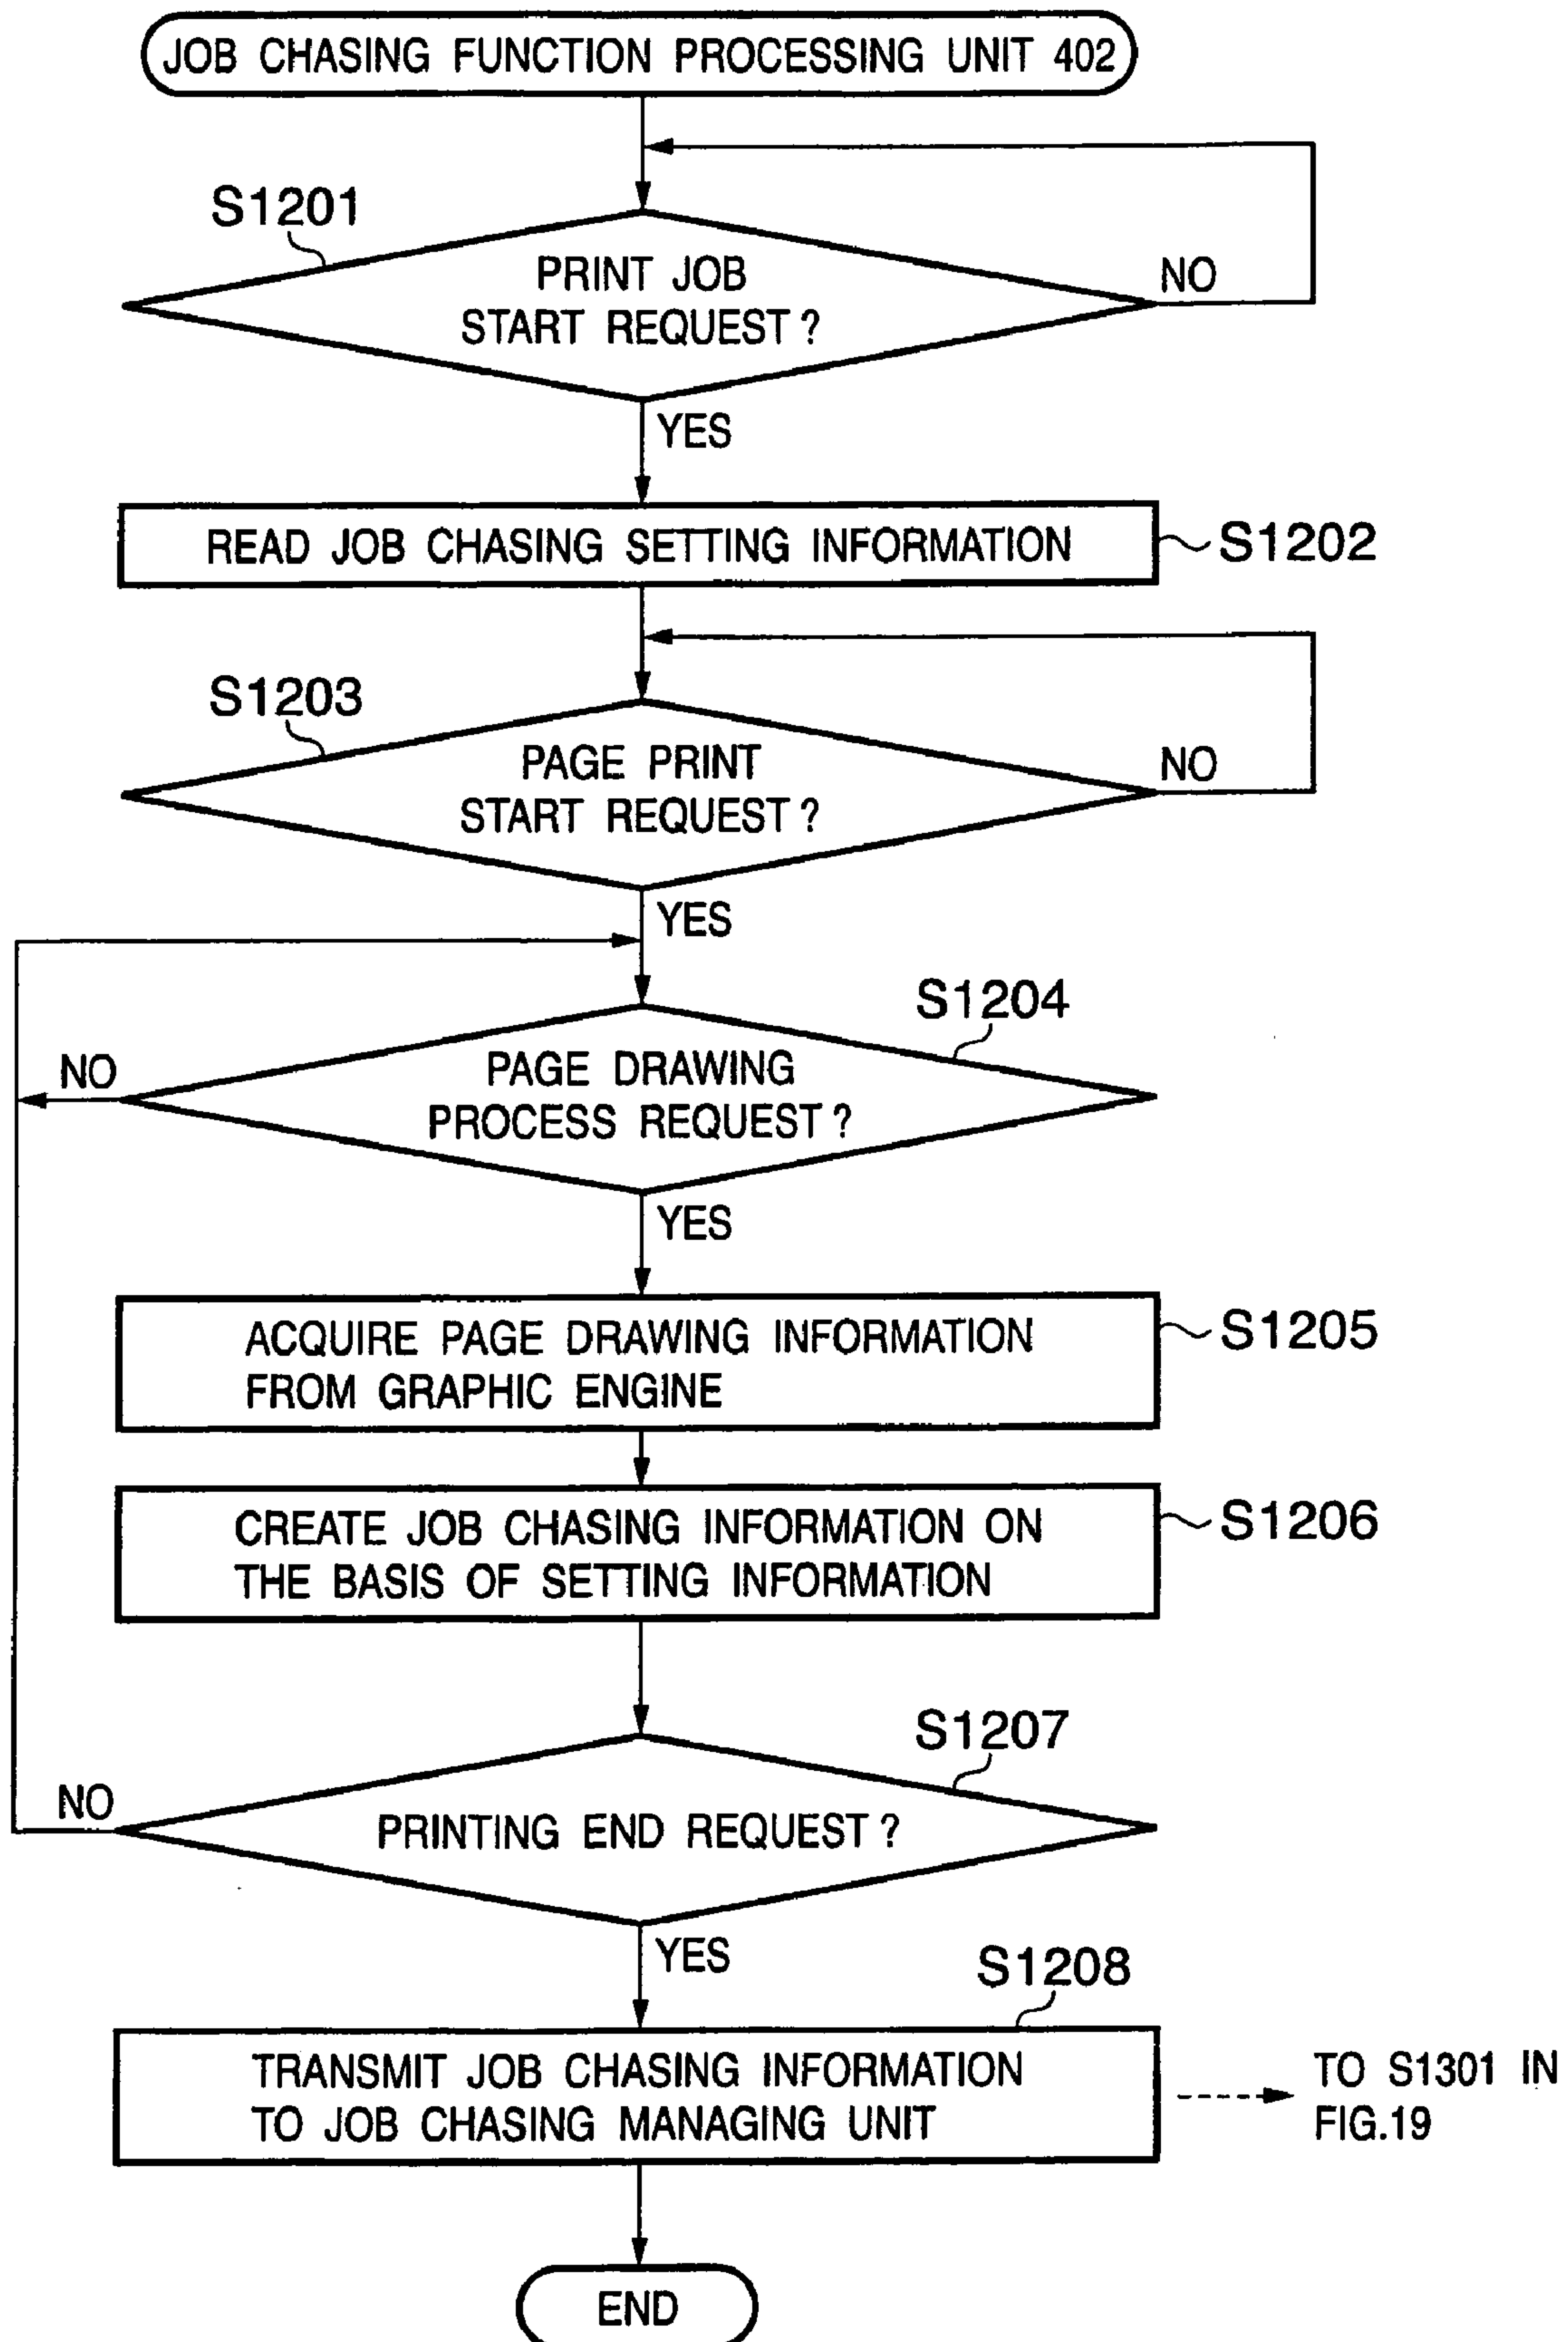 JOB CHASING FUNCTION PROCESSING UNIT 402
S1201
PRINT JOB
START REQUEST?
NO
YES
READ JOB CHASING SETTING INFORMATION
S1202
S1203
PAGE PRINT
START REQUEST?
NO
YES
S1204
PAGE DRAWING
PROCESS REQUEST?
NO
YES
ACQUIRE PAGE DRAWING INFORMATION
FROM GRAPHIC ENGINE
S1205
CREATE JOB CHASING INFORMATION ON
THE BASIS OF SETTING INFORMATION
S1206
S1207
PRINTING END REQUEST?
NO
YES
S1208
TRANSMIT JOB CHASING INFORMATION
TO JOB CHASING MANAGING UNIT
TO S1301 IN
FIG.19
END